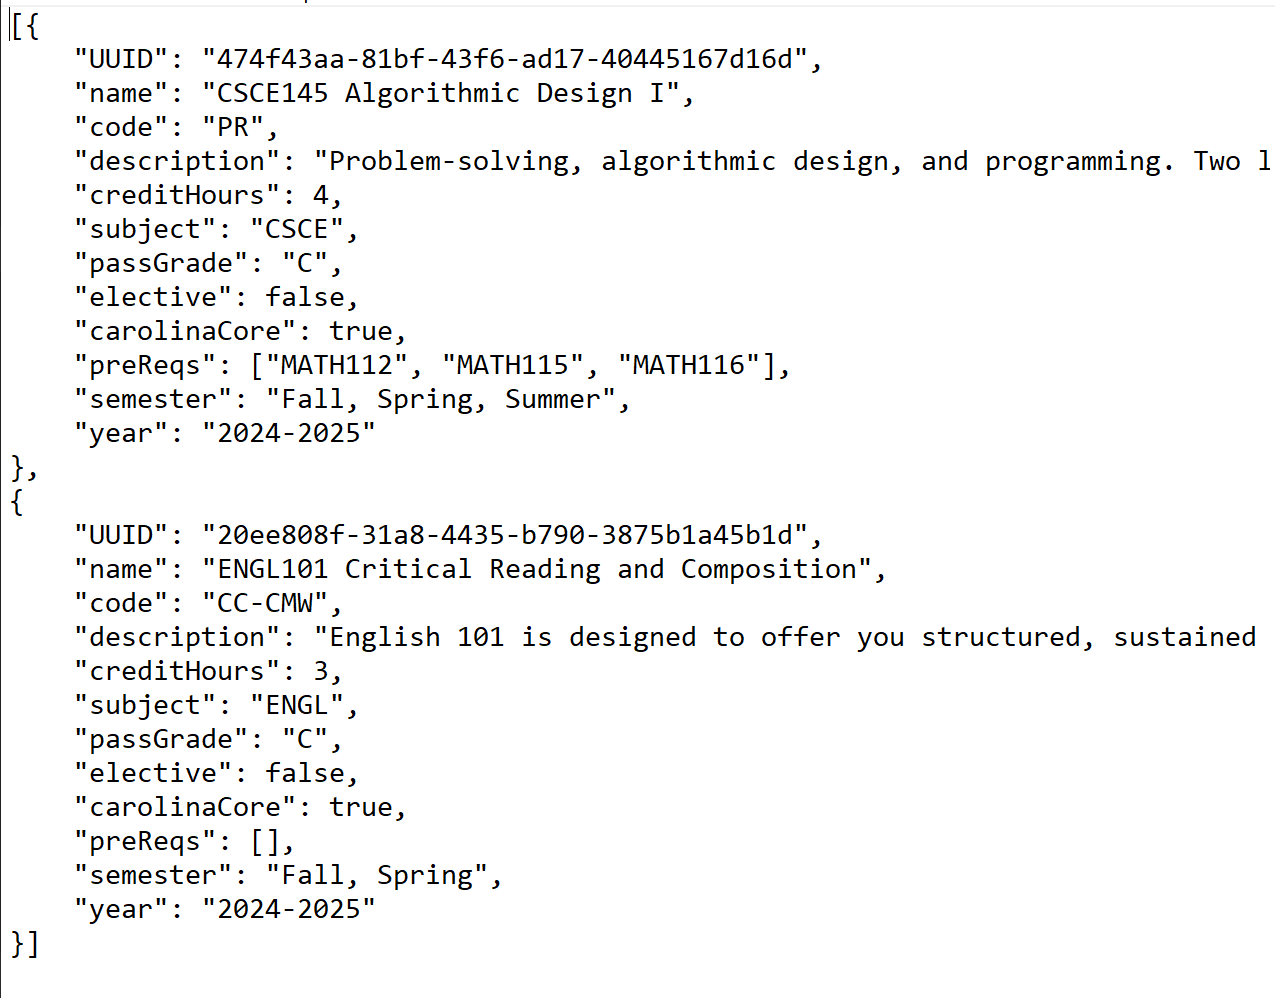 [{
    "UUID": "474f43aa-81bf-43f6-ad17-40445167d16d",
    "name": "CSCE145 Algorithmic Design I",
    "code": "PR",
    "description": "Problem-solving, algorithmic design, and programming. Two
    "creditHours": 4,
    "subject": "CSCE",
    "passGrade": "C",
    "elective": false,
    "carolinaCore": true,
    "preReqs": ["MATH112", "MATH115", "MATH116"],
    "semester": "Fall, Spring, Summer",
    "year": "2024-2025"
},
{
    "UUID": "20ee808f-31a8-4435-b790-3875b1a45b1d",
    "name": "ENGL101 Critical Reading and Composition",
    "code": "CC-CMW",
    "description": "English 101 is designed to offer you structured, sustained
    "creditHours": 3,
    "subject": "ENGL",
    "passGrade": "C",
    "elective": false,
    "carolinaCore": true,
    "preReqs": [],
    "semester": "Fall, Spring",
    "year": "2024-2025"
}]